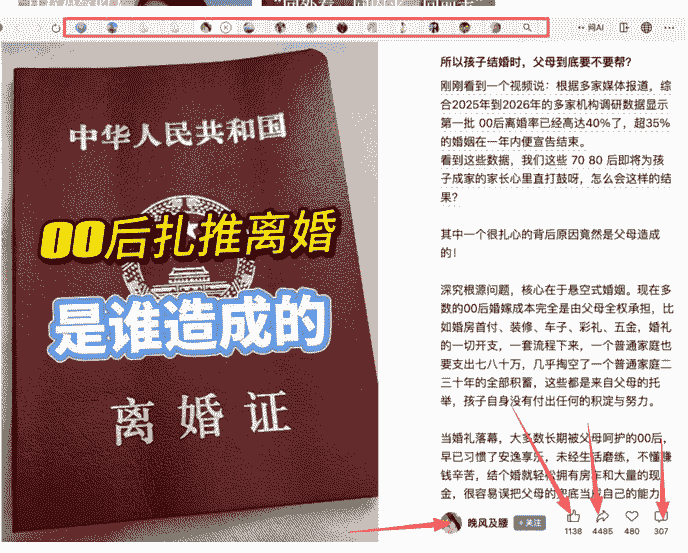 问AI
中华人民共和国
00后扎推离婚
是谁造成的
离婚证
所以孩子结婚时，父母到底要不要帮？
刚刚看到一个视频说：根据多家媒体报道，综
合2025年到2026年的多家机构调研数据显示
第一批 00后离婚率已经高达40%了，超35%
的婚姻在一年内便宣告结束。
看到这些数据，我们这些 70 80 后即将为孩
子成家的家长心里直打鼓呀，怎么会这样的结
果？
其中一个很扎心的背后原因竟然是父母造成
的！
深究根源问题，核心在于悬空式婚姻。现在多
数的00后婚嫁成本完全是由父母全权承担，比
如婚房首付、装修、车子、彩礼、五金，婚礼
的一切开支，一套流程下来，一个普通家庭也
要支出七八十万，几乎掏空了一个普通家庭二
三十年的全部积蓄，这些都是来自父母的托
举，孩子自身没有付出任何的积淀与努力。
当婚礼落幕，大多数长期被父母呵护的00后，
早已习惯了安逸享乐，未经生活磨练，不懂赚
钱辛苦，结个婚就轻松拥有房车和大量的现
金，很容易误把父母的兜底当成自己的能力
晚风及腰
+关注
1138
4485
480
307